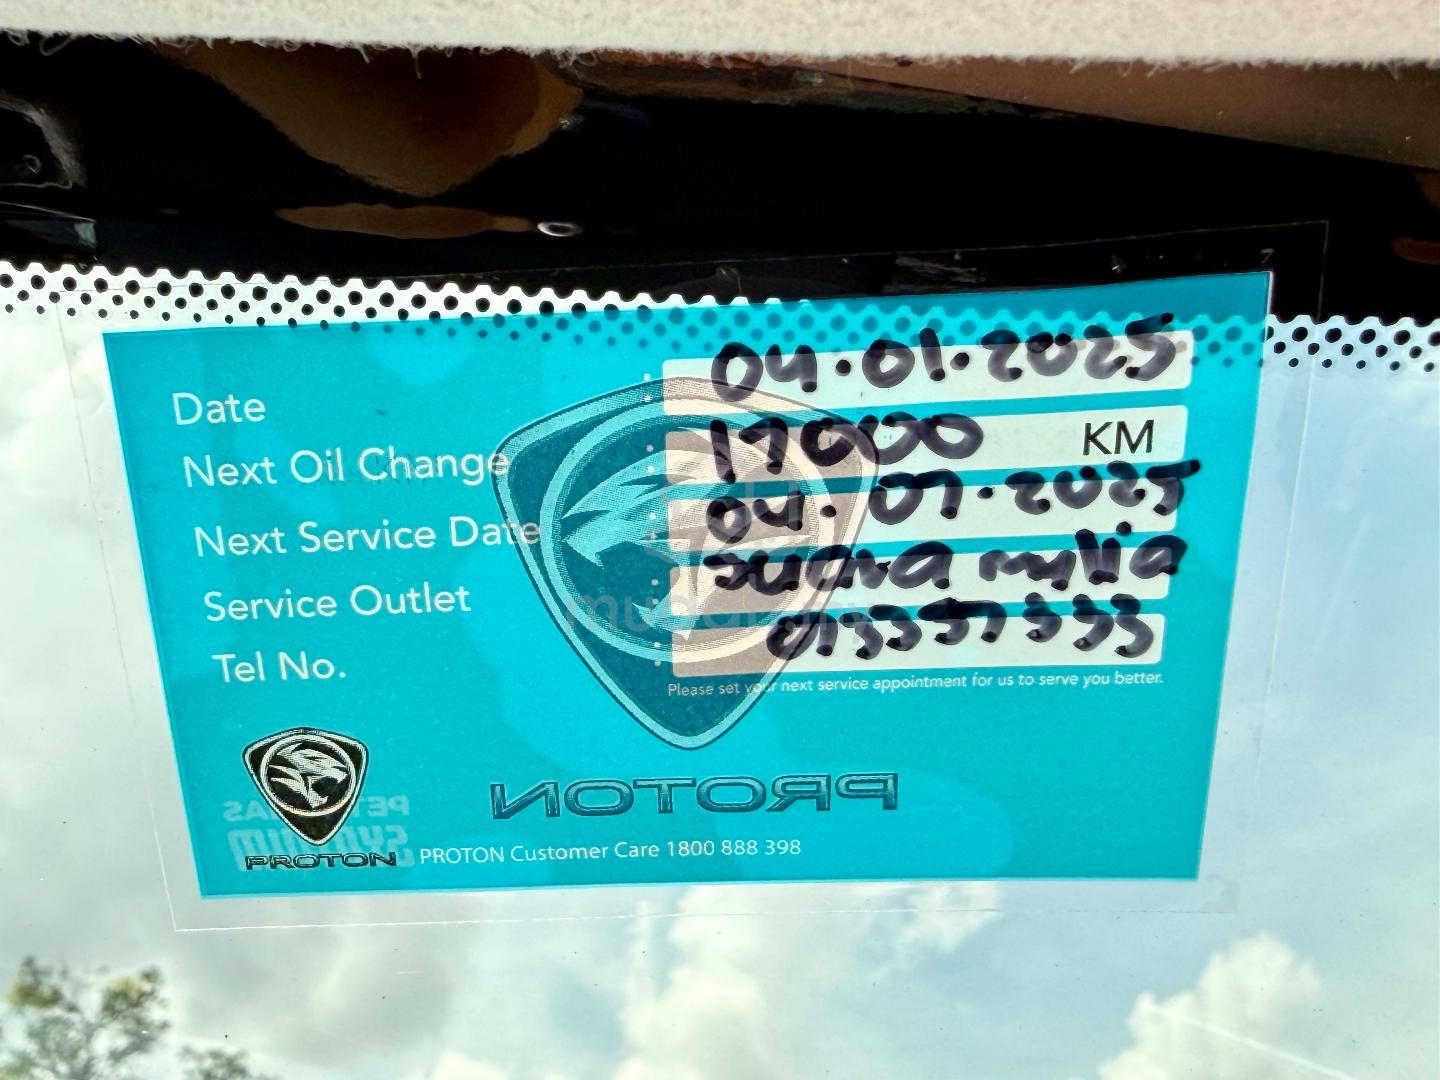 Date 04.01.2025
Next Oil Change 17000 KM
Next Service Date 04.07.2025
Service Outlet suara mulia
Tel No.
Please set your next service appointment for us to serve you better.
PROTON
PROTON
PROTON Customer Care 1800 888 398